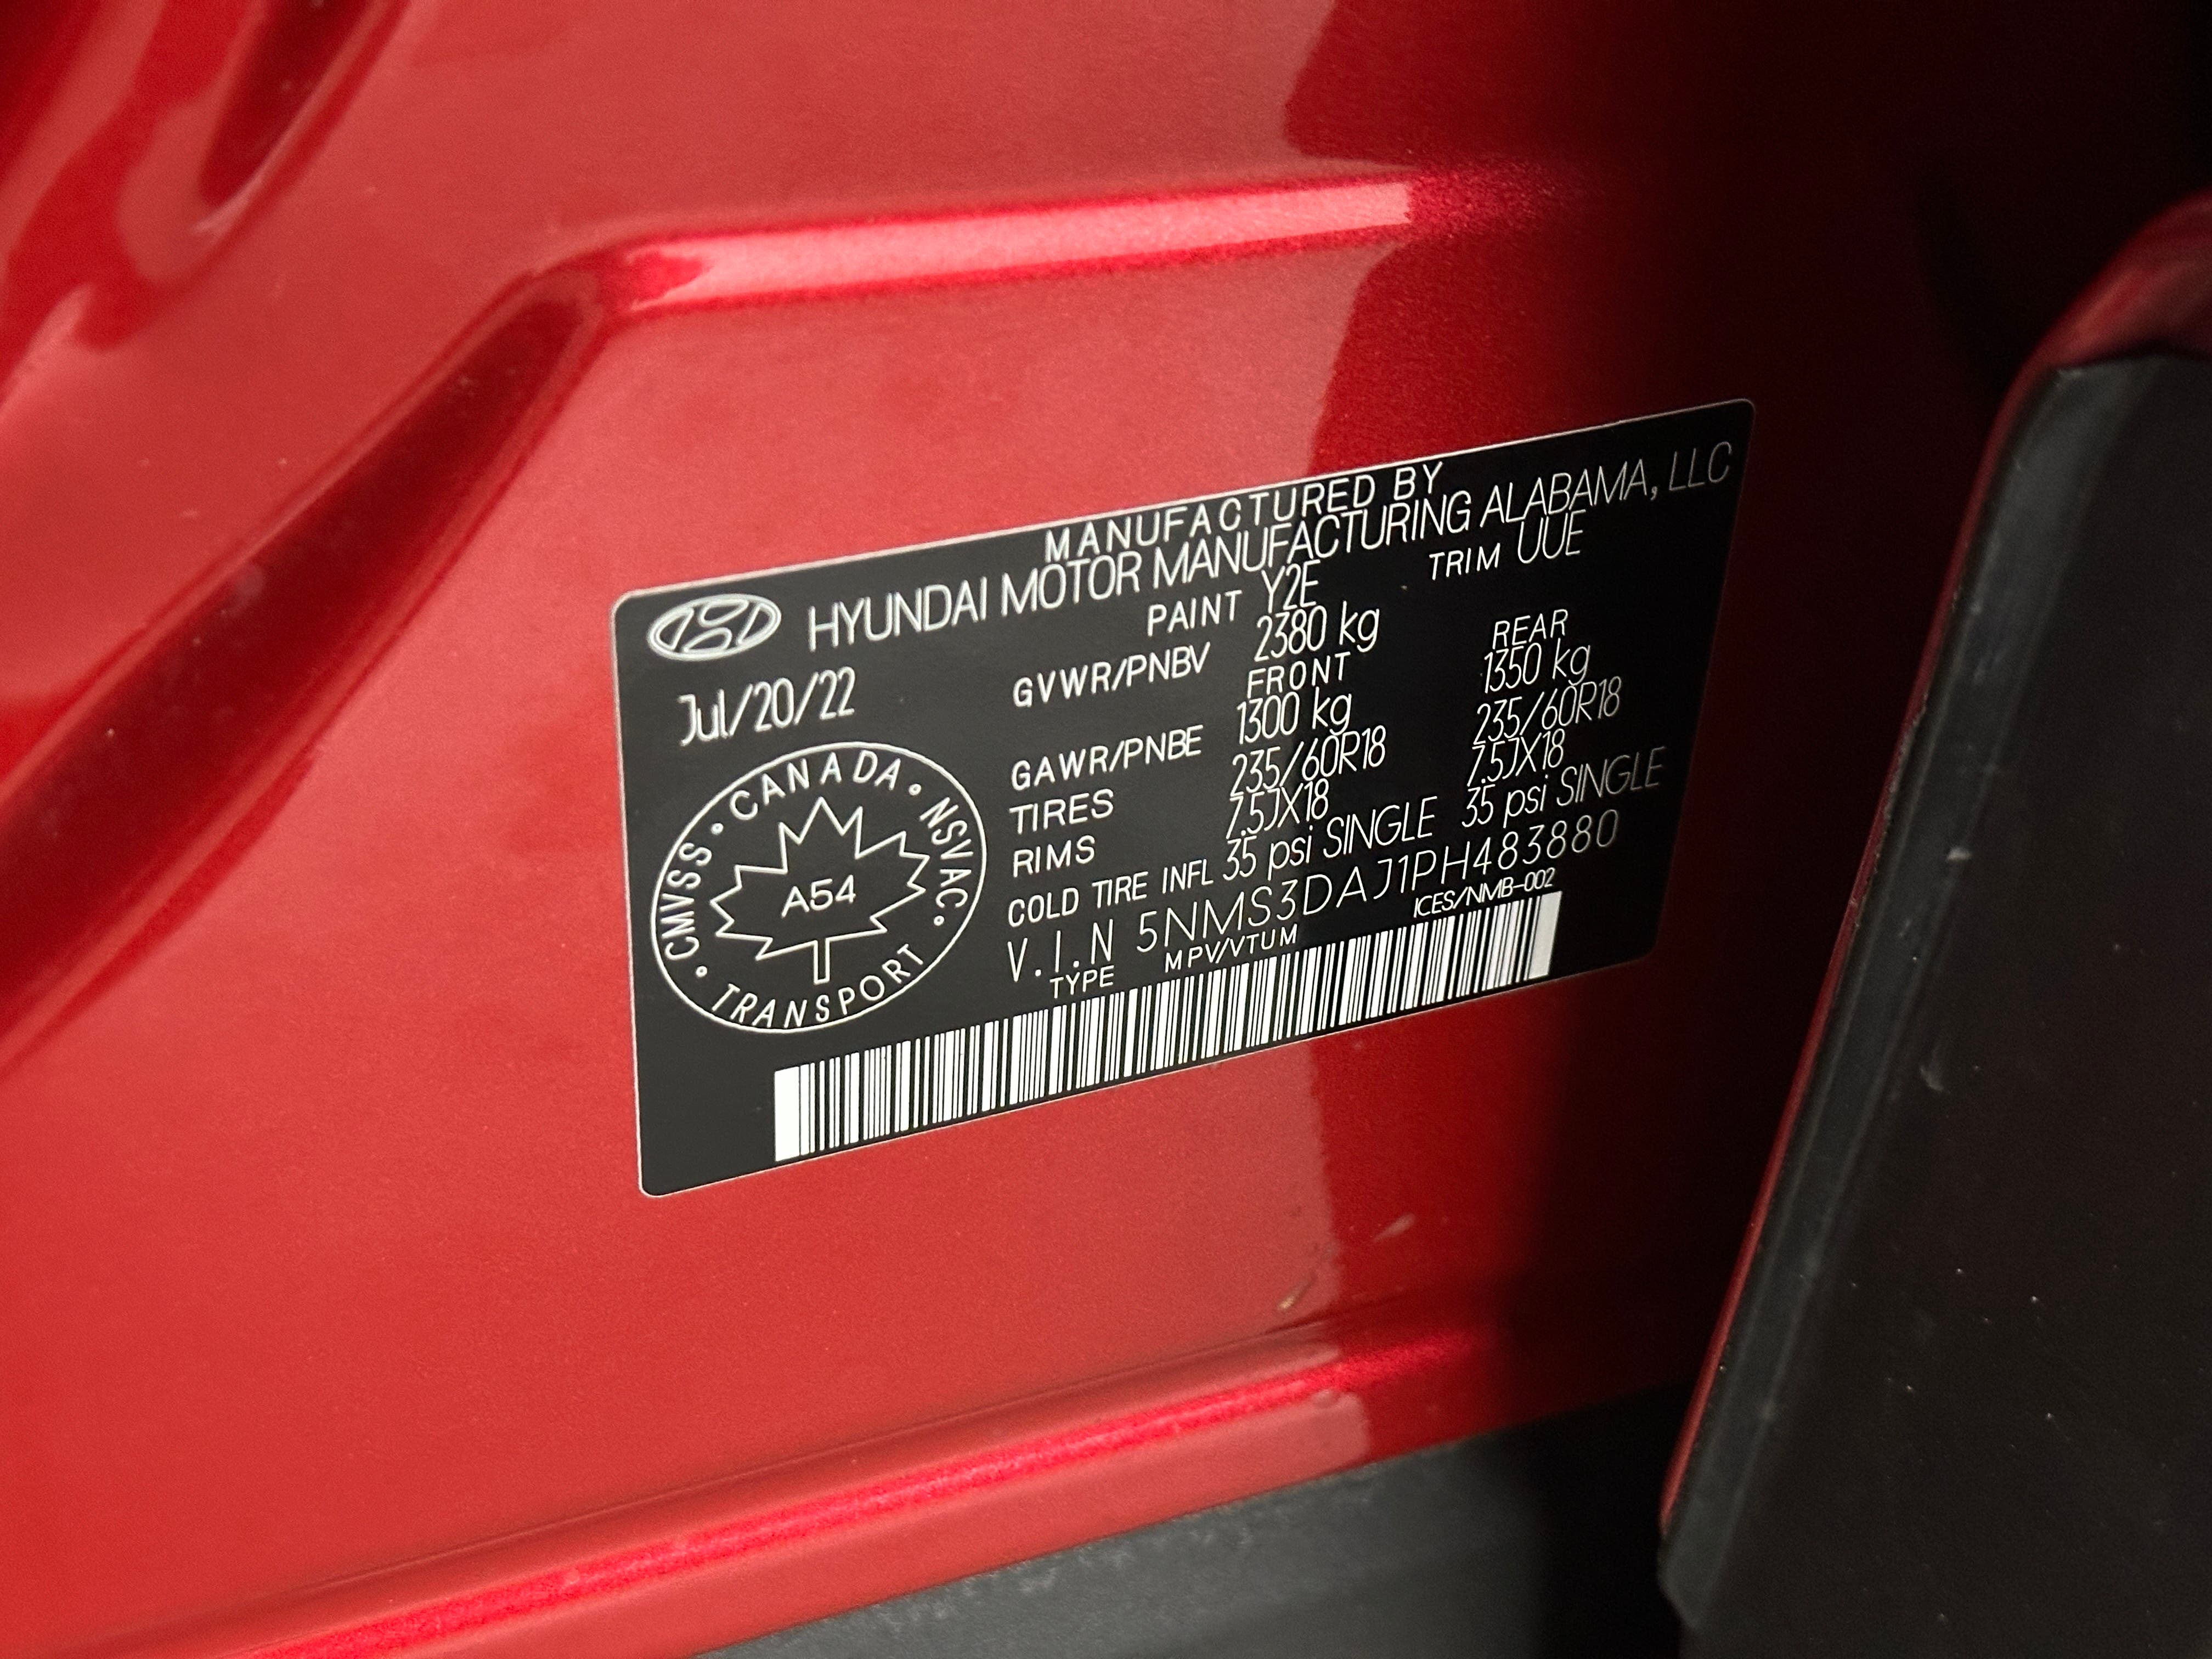 MANUFACTURED BY
HYUNDAI MOTOR MANUFACTURING ALABAMA, LLC
PAINT Y2E TRIM UUE
Jul/20/22
GVWR/PNBV 2380 kg
FRONT REAR
GAWR/PNBE 1300 kg 1350 kg
TIRES 235/60R18 235/60R18
RIMS 7.5JX18 7.5JX18
COLD TIRE INFL 35 psi SINGLE 35 psi SINGLE
V.I.N 5NMS3DAJ1PH483880
TYPE MPV/VTUM ICES/NMB-002
CMVSS • CANADA • NSVAC •
A54
TRANSPORT